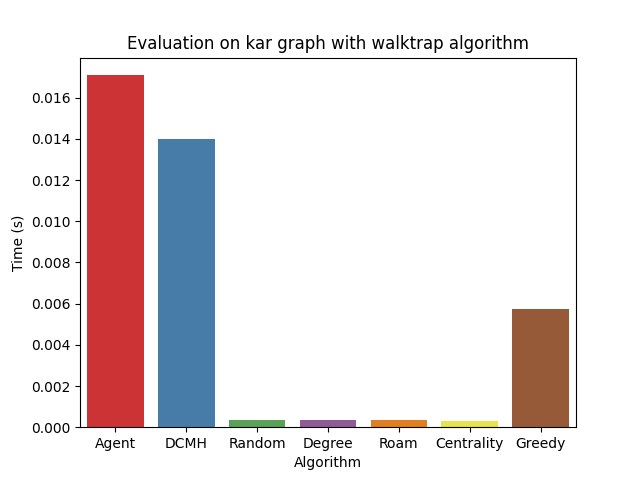 Evaluation on kar graph with walktrap algorithm
Time (s)
0.016
0.014
0.012
0.010
0.008
0.006
0.004
0.002
0.000
Agent DCMH Random Degree Roam Centrality Greedy
Algorithm